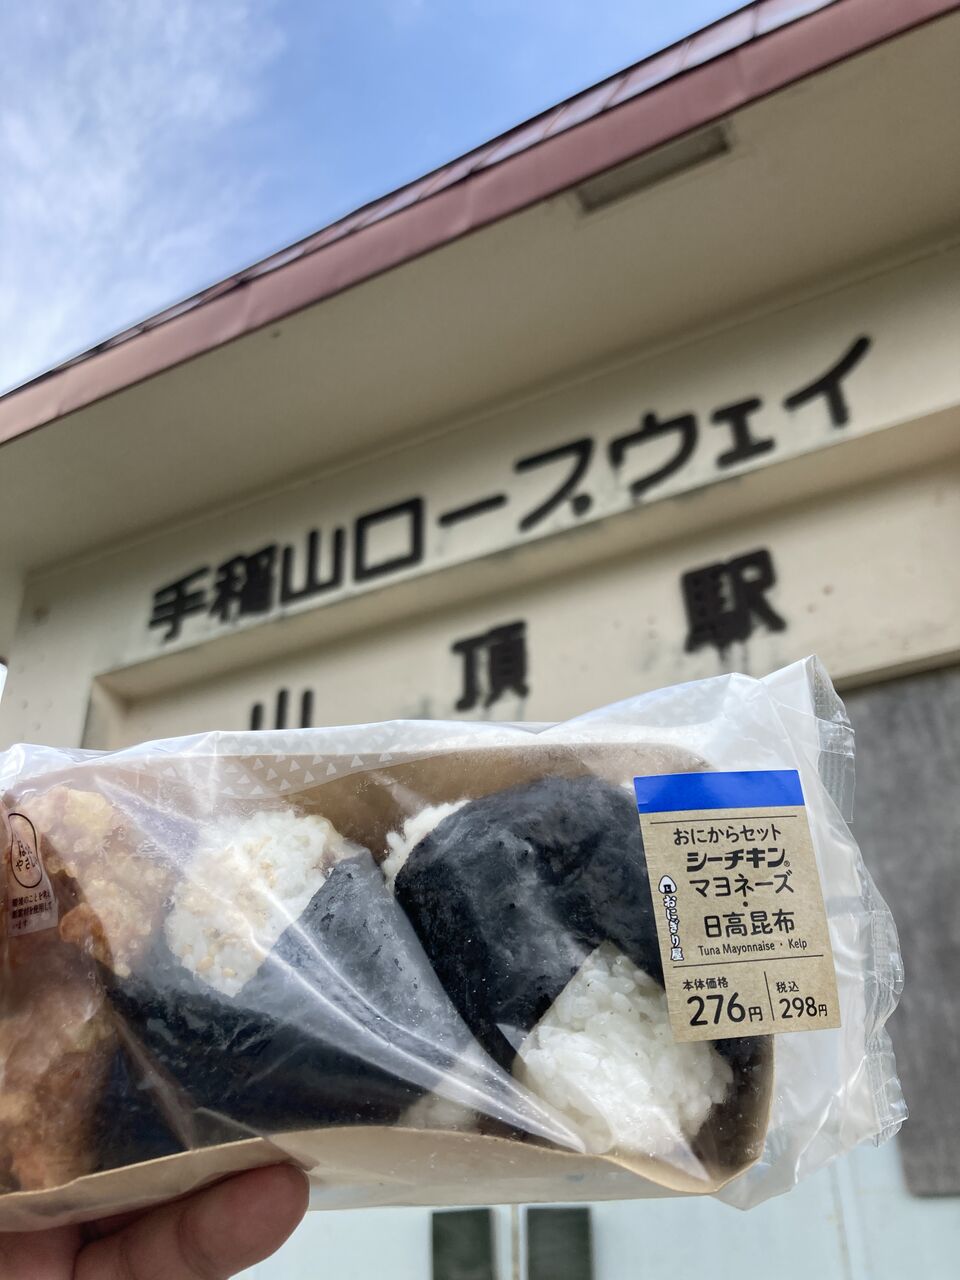 手稲山ロープウェイ
山頂駅
おにからセット
シーチキン®
マヨネーズ
・
日高昆布
Tuna Mayonnaise・Kelp
おにぎり屋
本体価格
276円
税込
298円